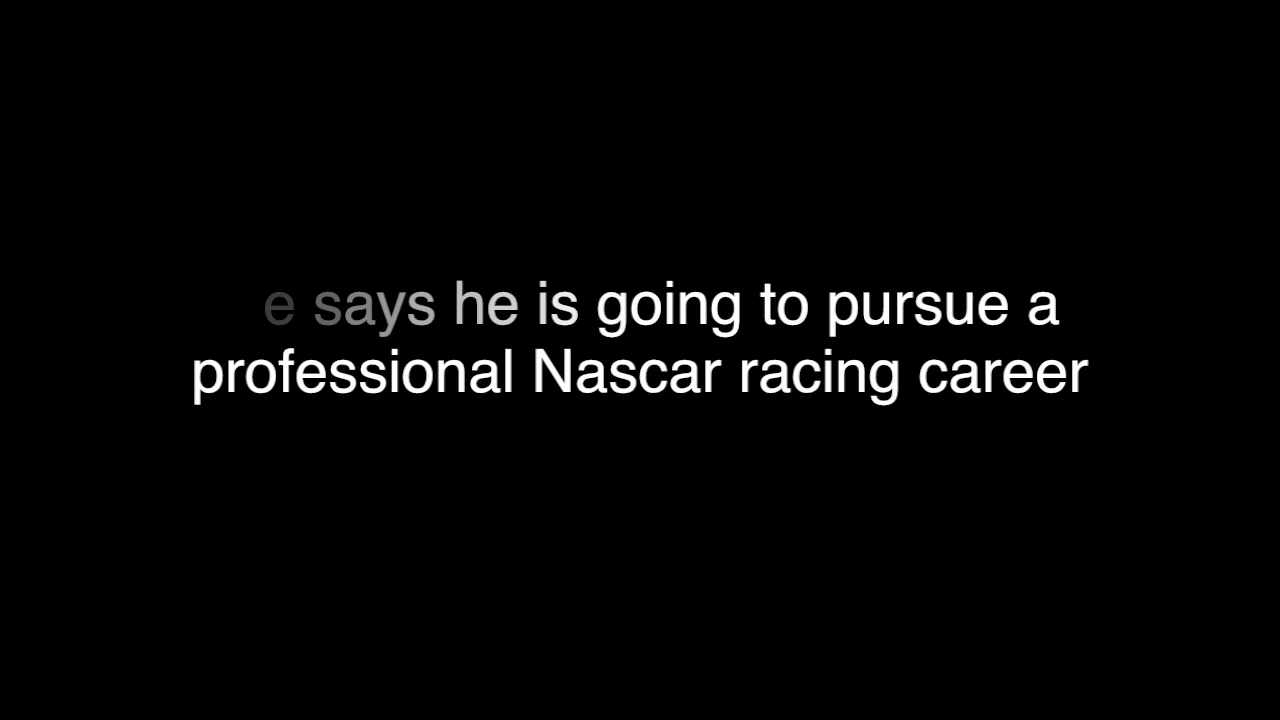 e says he is going to pursue a
professional Nascar racing career